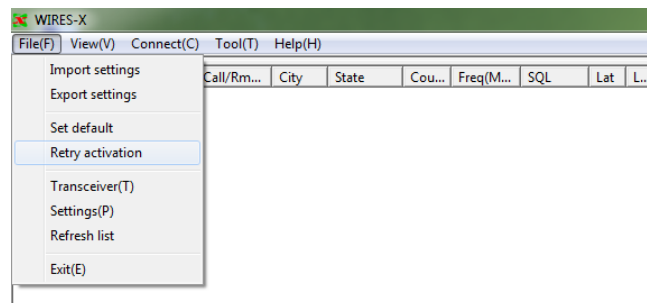 WIRES-X
File(F) View(V) Connect(C) Tool(T) Help(H)
Call/Rm... City State Cou... Freq(M... SQL Lat L...
Import settings
Export settings
Set default
Retry activation
Transceiver(T)
Settings(P)
Refresh list
Exit(E)